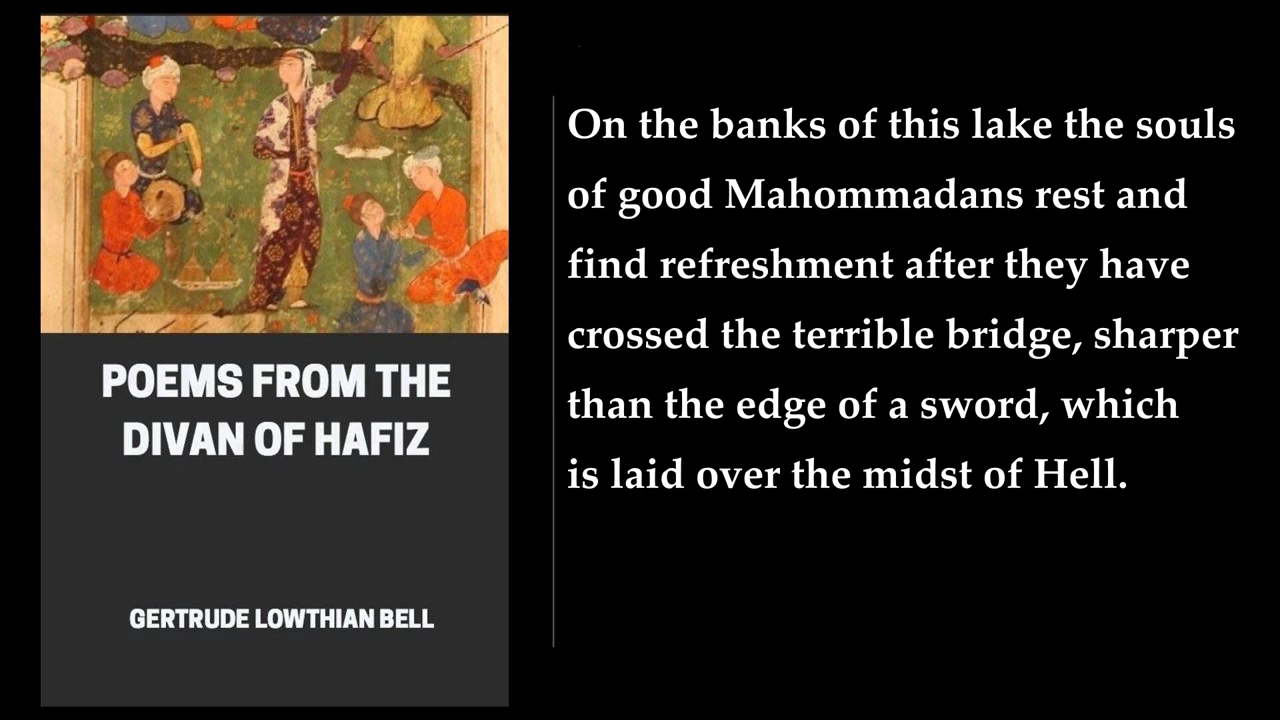 POEMS FROM THE
DIVAN OF HAFIZ
GERTRUDE LOWTHIAN BELL
On the banks of this lake the souls
of good Mahommadans rest and
find refreshment after they have
crossed the terrible bridge, sharper
than the edge of a sword, which
is laid over the midst of Hell.